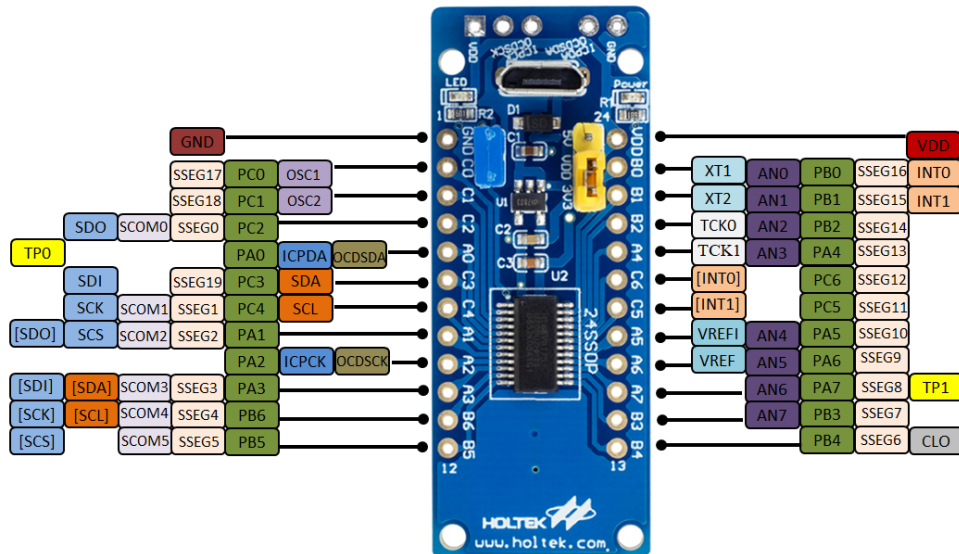 VDD GND
LED Power
D1 R1
1 R2 24
C1
GND GND 5V VDD VDD
SSEG17 PC0 OSC1 C0 VDD B0 XT1 AN0 PB0 SSEG16 INT0
SSEG18 PC1 OSC2 C1 U1 3V3 B1 XT2 AN1 PB1 SSEG15 INT1
SDO SCOM0 SSEG0 PC2 C2 C2 B2 TCK0 AN2 PB2 SSEG14
TP0 PA0 ICPDA OCDSDA A0 C3 A4 TCK1 AN3 PA4 SSEG13
SDI SSEG19 PC3 SDA C3 U2 C6 [INT0] PC6 SSEG12
SCK SCOM1 SSEG1 PC4 SCL C4 24SSOP C5 [INT1] PC5 SSEG11
[SDO] SCS SCOM2 SSEG2 PA1 A1 A5 VREFI AN4 PA5 SSEG10
PA2 ICPCK OCDSCK A2 A6 VREF AN5 PA6 SSEG9
[SDI] [SDA] SCOM3 SSEG3 PA3 A3 A7 AN6 PA7 SSEG8 TP1
[SCK] [SCL] SCOM4 SSEG4 PB6 B6 B3 AN7 PB3 SSEG7
[SCS] SCOM5 SSEG5 PB5 B5 B4 PB4 SSEG6 CLO
12 13
HOLTEK
www.holtek.com